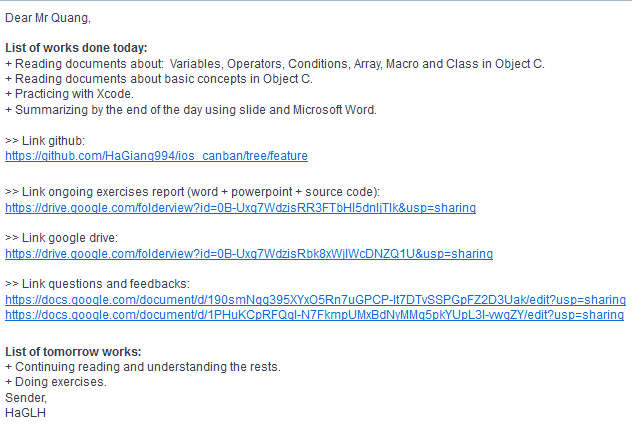 Dear Mr Quang,
List of works done today:
+ Reading documents about:  Variables, Operators, Conditions, Array, Macro and Class in Object C.
+ Reading documents about basic concepts in Object C.
+ Practicing with Xcode.
+ Summarizing by the end of the day using slide and Microsoft Word.
>> Link github:
https://github.com/HaGiang994/ios_canban/tree/feature
>> Link ongoing exercises report (word + powerpoint + source code):
https://drive.google.com/folderview?id=0B-Uxq7WdzisRR3FTbHI5dnljTlk&usp=sharing
>> Link google drive:
https://drive.google.com/folderview?id=0B-Uxq7WdzisRbk8xWjlWcDNZQ1U&usp=sharing
>> Link questions and feedbacks:
https://docs.google.com/document/d/190smNqg395XYxO5Rn7uGPCP-It7DTvSSPGpFZ2D3Uak/edit?usp=sharing
https://docs.google.com/document/d/1PHuKCpRFQgl-N7FkmpUMxBdNyMMq5pkYUpL3I-vwgZY/edit?usp=sharing
List of tomorrow works:
+ Continuing reading and understanding the rests.
+ Doing exercises.
Sender,
HaGLH